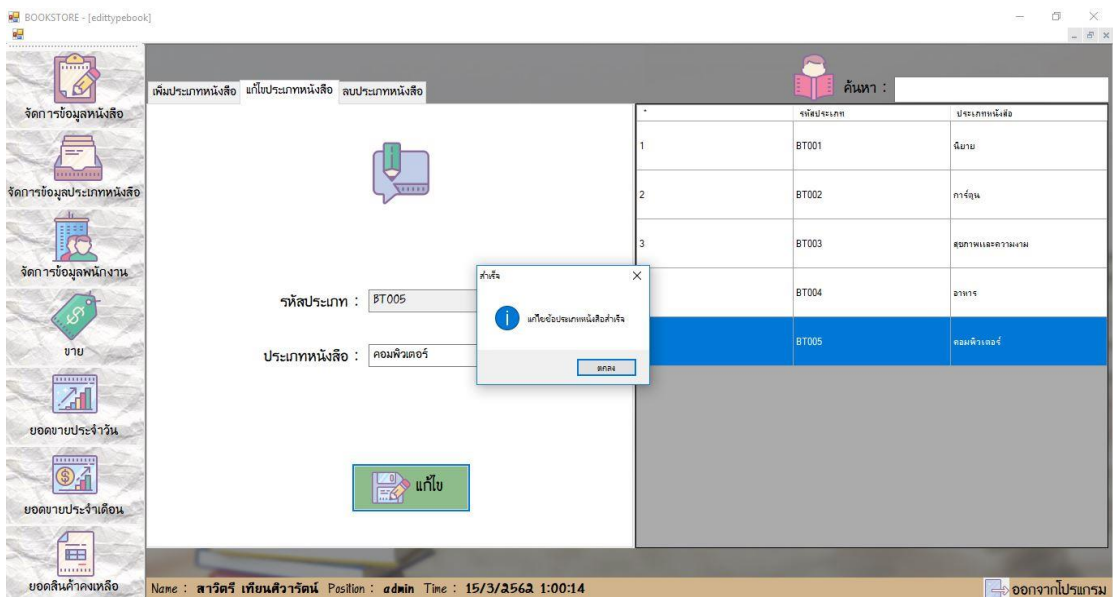 BOOKSTORE - [edittypebook]
จัดการข้อมูลหนังสือ
จัดการข้อมูลประเภทหนังสือ
จัดการข้อมูลพนักงาน
ขาย
ยอดขายประจำวัน
ยอดขายประจำเดือน
ยอดสินค้าคงเหลือ
เพิ่มประเภทหนังสือ แก้ไขประเภทหนังสือ ลบประเภทหนังสือ
ค้นหา :
รหัสประเภท : BT005
ประเภทหนังสือ : คอมพิวเตอร์
แก้ไข
* รหัสประเภท ประเภทหนังสือ
1 BT001 นิยาย
2 BT002 การ์ตูน
3 BT003 สุขภาพและความงาม
BT004 อาหาร
BT005 คอมพิวเตอร์
สำเร็จ
แก้ไขข้อประเภทหนังสือสำเร็จ
ตกลง
Name : สาวิตรี เทียนศิวารัตน์ Position : admin Time : 15/3/2562 1:00:14
ออกจากโปรแกรม